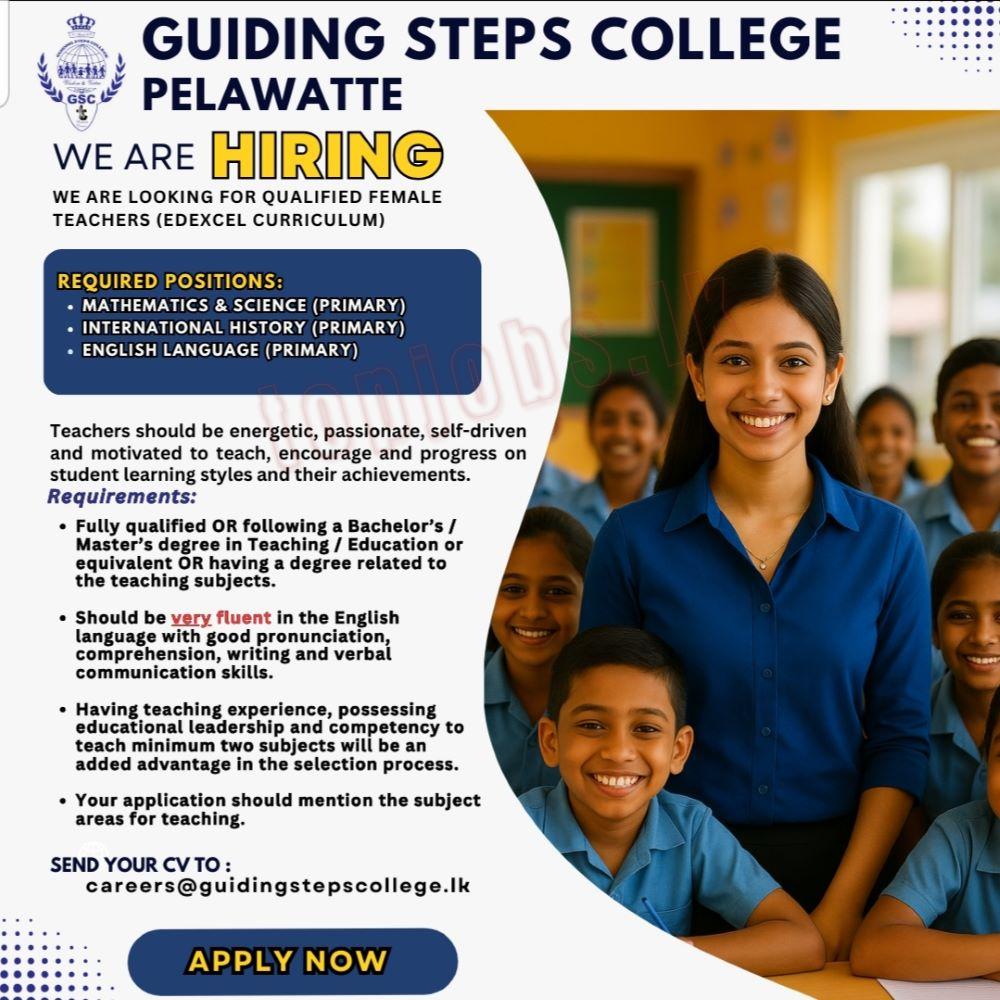 GUIDING STEPS COLLEGE
PELAWATTE
GSC
WE ARE HIRING
WE ARE LOOKING FOR QUALIFIED FEMALE
TEACHERS (EDEXCEL CURRICULUM)
REQUIRED POSITIONS:
• MATHEMATICS & SCIENCE (PRIMARY)
• INTERNATIONAL HISTORY (PRIMARY)
• ENGLISH LANGUAGE (PRIMARY)
topjobs.lk
Teachers should be energetic, passionate, self-driven
and motivated to teach, encourage and progress on
student learning styles and their achievements.
Requirements:
• Fully qualified OR following a Bachelor's /
Master's degree in Teaching / Education or
equivalent OR having a degree related to
the teaching subjects.
• Should be very fluent in the English
language with good pronunciation,
comprehension, writing and verbal
communication skills.
• Having teaching experience, possessing
educational leadership and competency to
teach minimum two subjects will be an
added advantage in the selection process.
• Your application should mention the subject
areas for teaching.
SEND YOUR CV TO :
careers@guidingstepscollege.lk
APPLY NOW